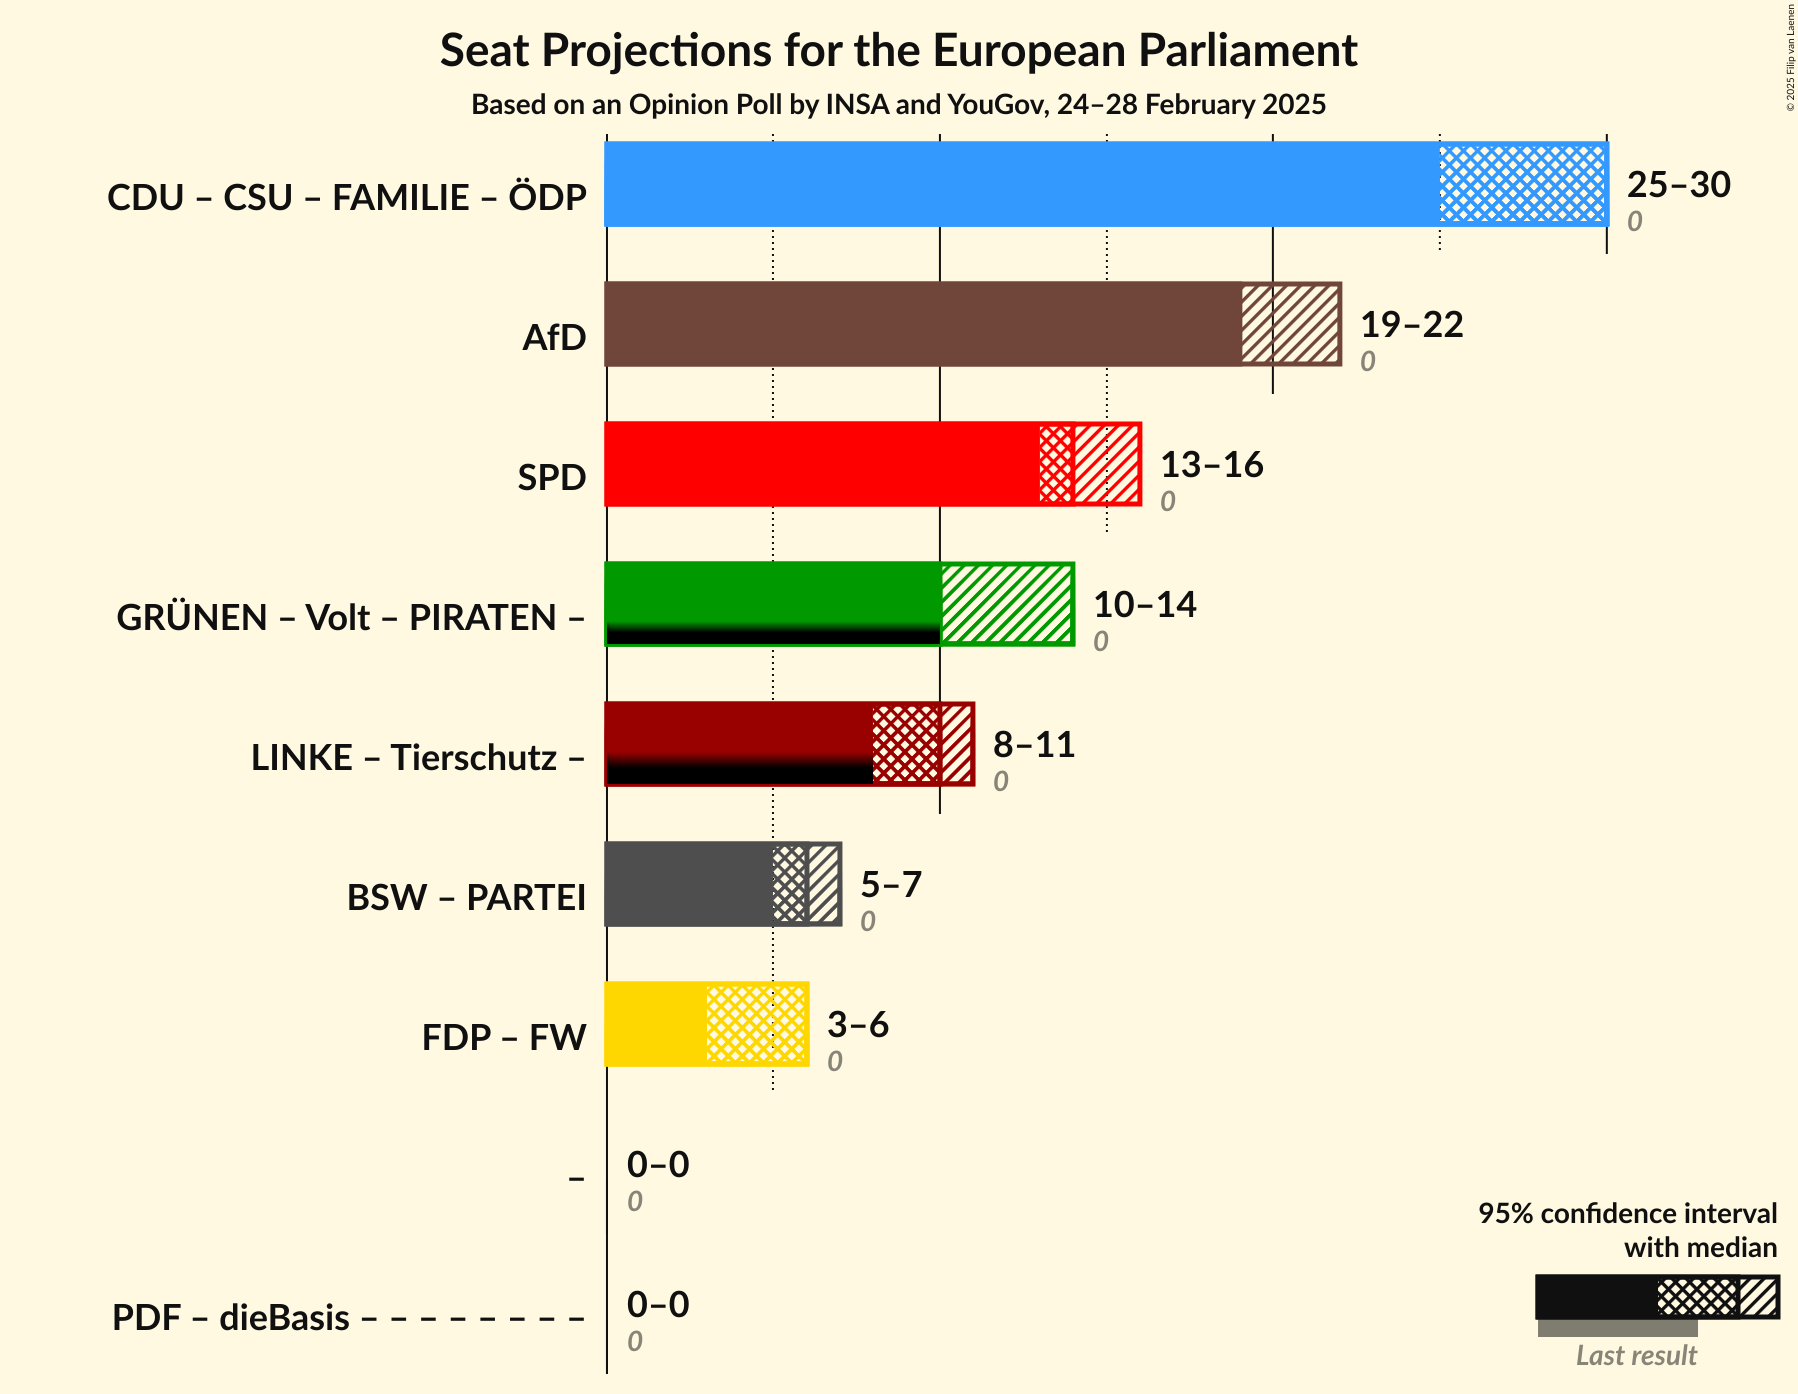 Seat Projections for the European Parliament
Based on an Opinion Poll by INSA and YouGov, 24–28 February 2025
© 2025 Filip van Laenen
CDU – CSU – FAMILIE – ÖDP
25–30
0
AfD
19–22
0
SPD
13–16
0
GRÜNEN – Volt – PIRATEN –
10–14
0
LINKE – Tierschutz –
8–11
0
BSW – PARTEI
5–7
0
FDP – FW
3–6
0
–
0–0
0
PDF – dieBasis – – – – – – – –
0–0
0
95% confidence interval
with median
Last result